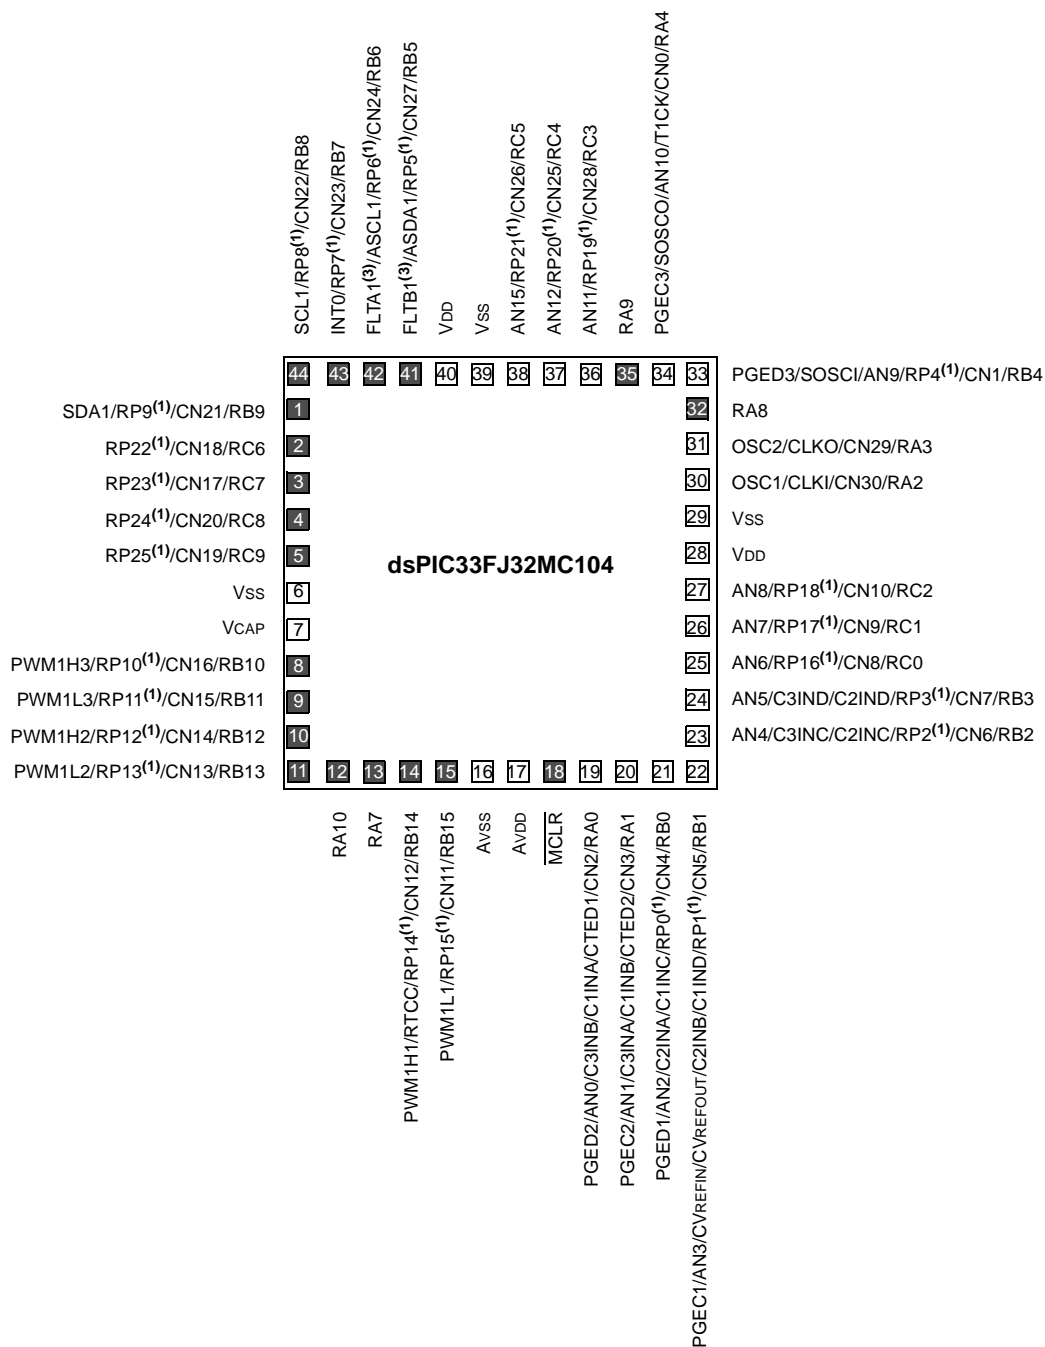 SCL1/RP8(1)/CN22/RB8
INT0/RP7(1)/CN23/RB7
FLTA1(3)/ASCL1/RP6(1)/CN24/RB6
FLTB1(3)/ASDA1/RP5(1)/CN27/RB5
VDD
VSS
AN15/RP21(1)/CN26/RC5
AN12/RP20(1)/CN25/RC4
AN11/RP19(1)/CN28/RC3
RA9
PGEC3/SOSCO/AN10/T1CK/CN0/RA4
44 43 42 41 40 39 38 37 36 35 34 33 PGED3/SOSCI/AN9/RP4(1)/CN1/RB4
SDA1/RP9(1)/CN21/RB9 1 32 RA8
RP22(1)/CN18/RC6 2 31 OSC2/CLKO/CN29/RA3
RP23(1)/CN17/RC7 3 30 OSC1/CLKI/CN30/RA2
RP24(1)/CN20/RC8 4 29 VSS
RP25(1)/CN19/RC9 5 28 VDD
dsPIC33FJ32MC104
VSS 6 27 AN8/RP18(1)/CN10/RC2
VCAP 7 26 AN7/RP17(1)/CN9/RC1
PWM1H3/RP10(1)/CN16/RB10 8 25 AN6/RP16(1)/CN8/RC0
PWM1L3/RP11(1)/CN15/RB11 9 24 AN5/C3IND/C2IND/RP3(1)/CN7/RB3
PWM1H2/RP12(1)/CN14/RB12 10 23 AN4/C3INC/C2INC/RP2(1)/CN6/RB2
PWM1L2/RP13(1)/CN13/RB13 11 12 13 14 15 16 17 18 19 20 21 22
RA10
RA7
PWM1H1/RTCC/RP14(1)/CN12/RB14
PWM1L1/RP15(1)/CN11/RB15
AVSS
AVDD
MCLR
PGED2/AN0/C3INB/C1INA/CTED1/CN2/RA0
PGEC2/AN1/C3INA/C1INB/CTED2/CN3/RA1
PGED1/AN2/C2INA/C1INC/RP0(1)/CN4/RB0
PGEC1/AN3/CVREFIN/CVREFOUT/C2INB/C1IND/RP1(1)/CN5/RB1